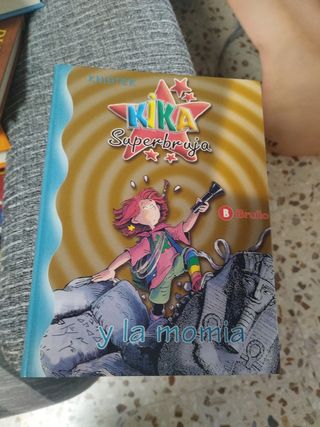 KNISTER
KIKA
Superbruja
B Bruño
y la momia